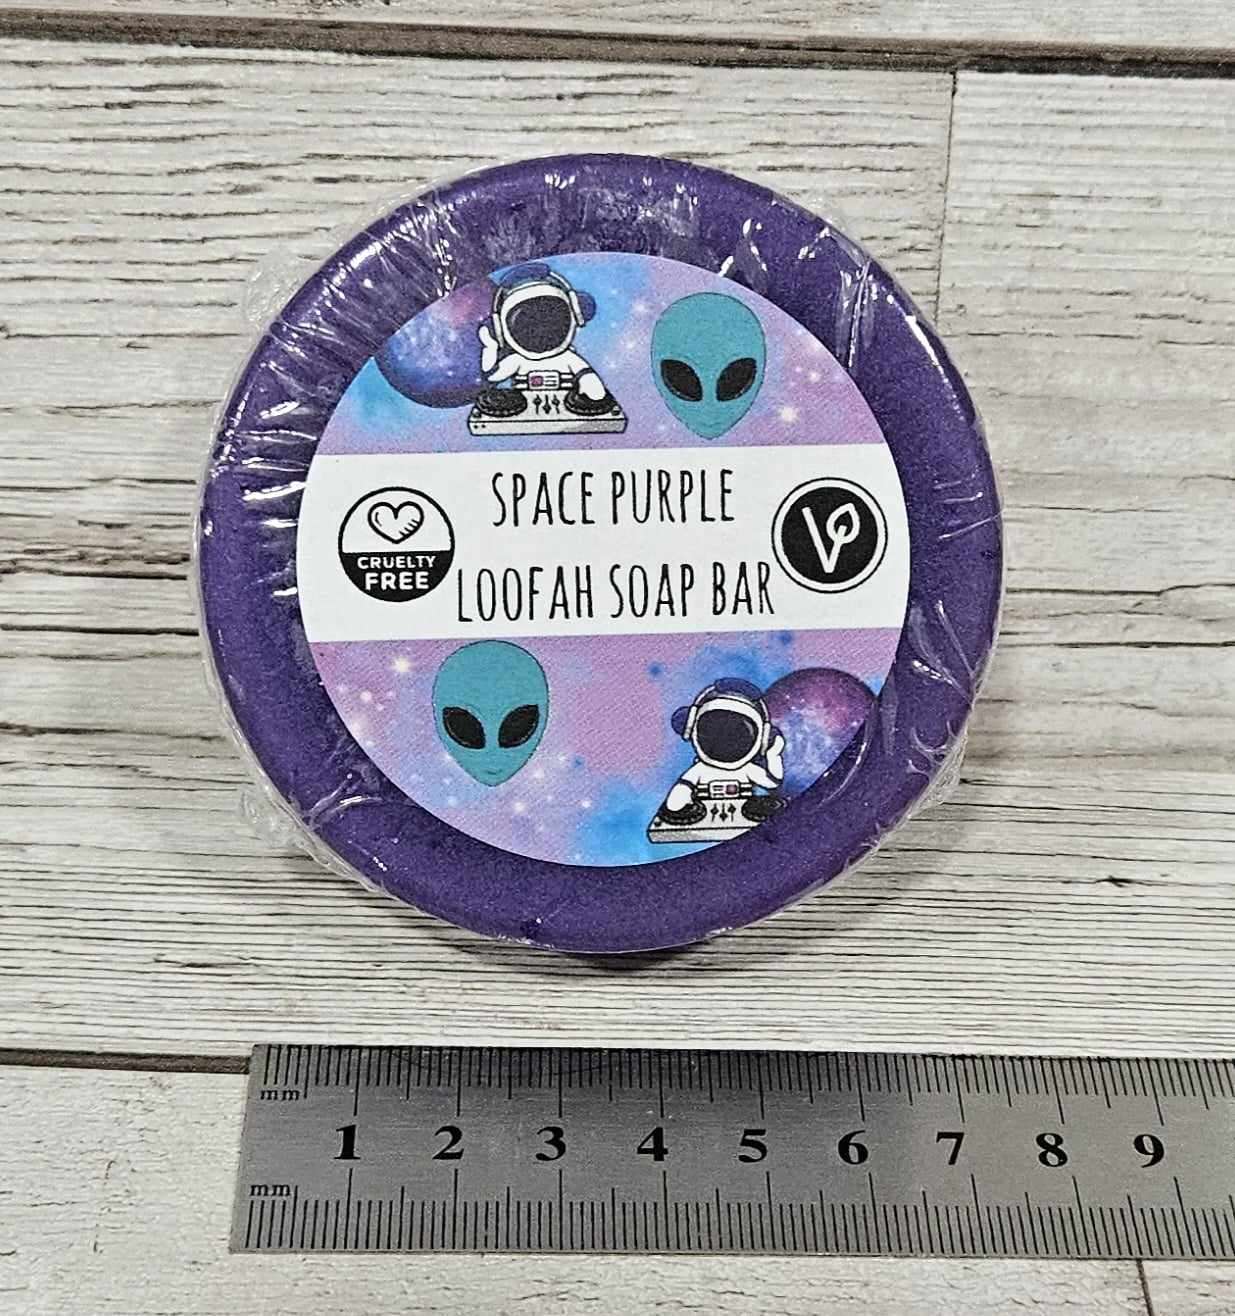 SPACE PURPLE
LOOFAH SOAP BAR
CRUELTY
FREE
mm
1 2 3 4 5 6 7 8 9
mm